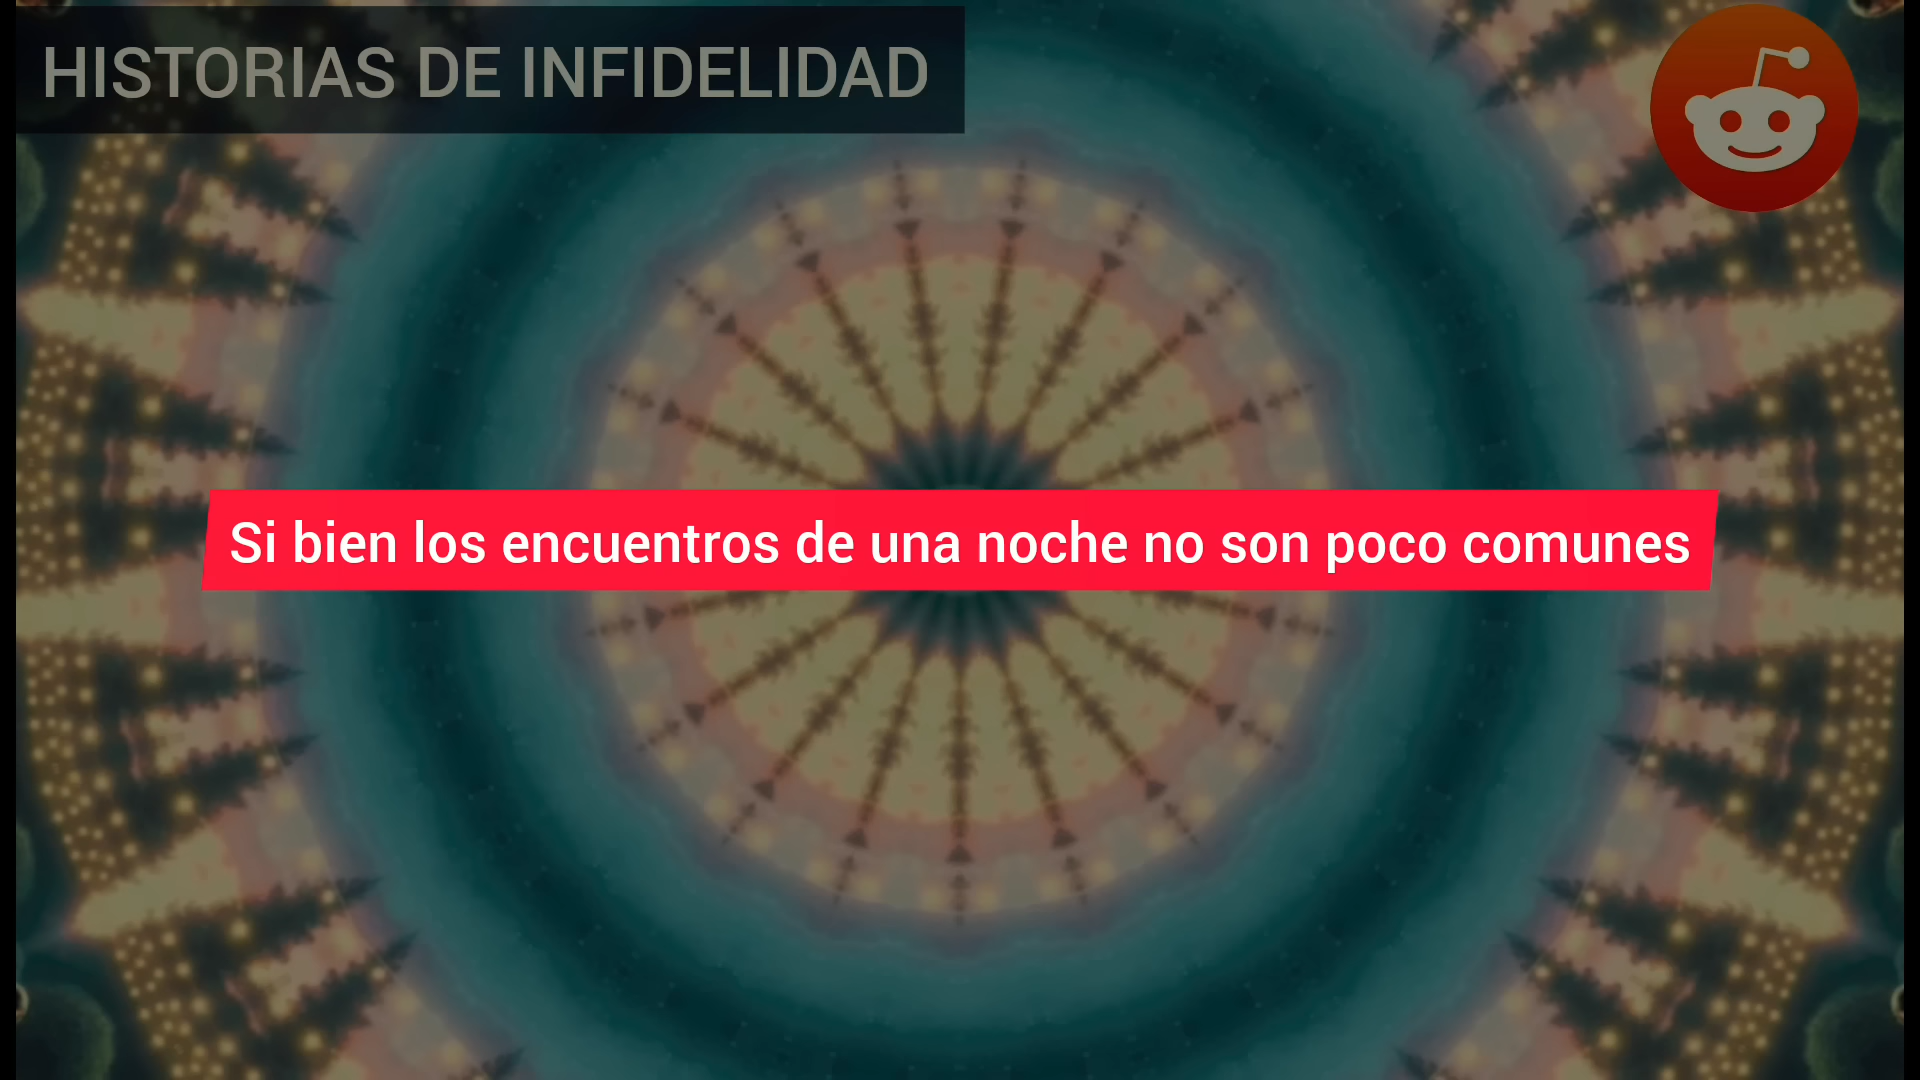 HISTORIAS DE INFIDELIDAD
Si bien los encuentros de una noche no son poco comunes